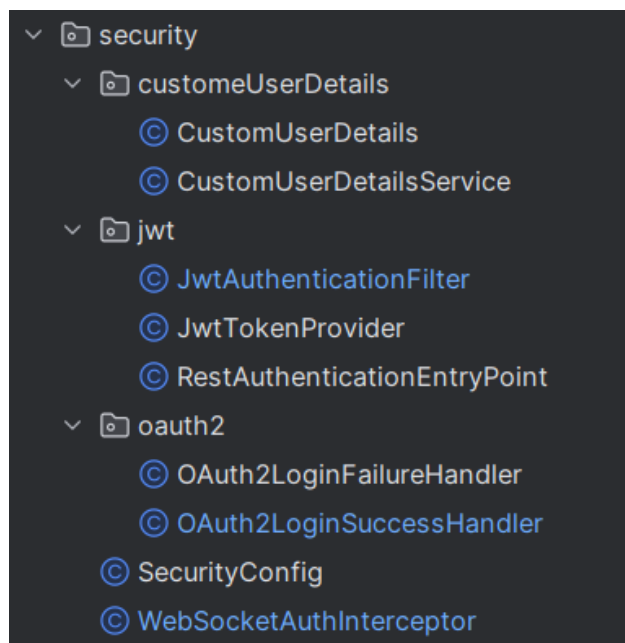 security
customeUserDetails
CustomUserDetails
CustomUserDetailsService
jwt
JwtAuthenticationFilter
JwtTokenProvider
RestAuthenticationEntryPoint
oauth2
OAuth2LoginFailureHandler
OAuth2LoginSuccessHandler
SecurityConfig
WebSocketAuthInterceptor